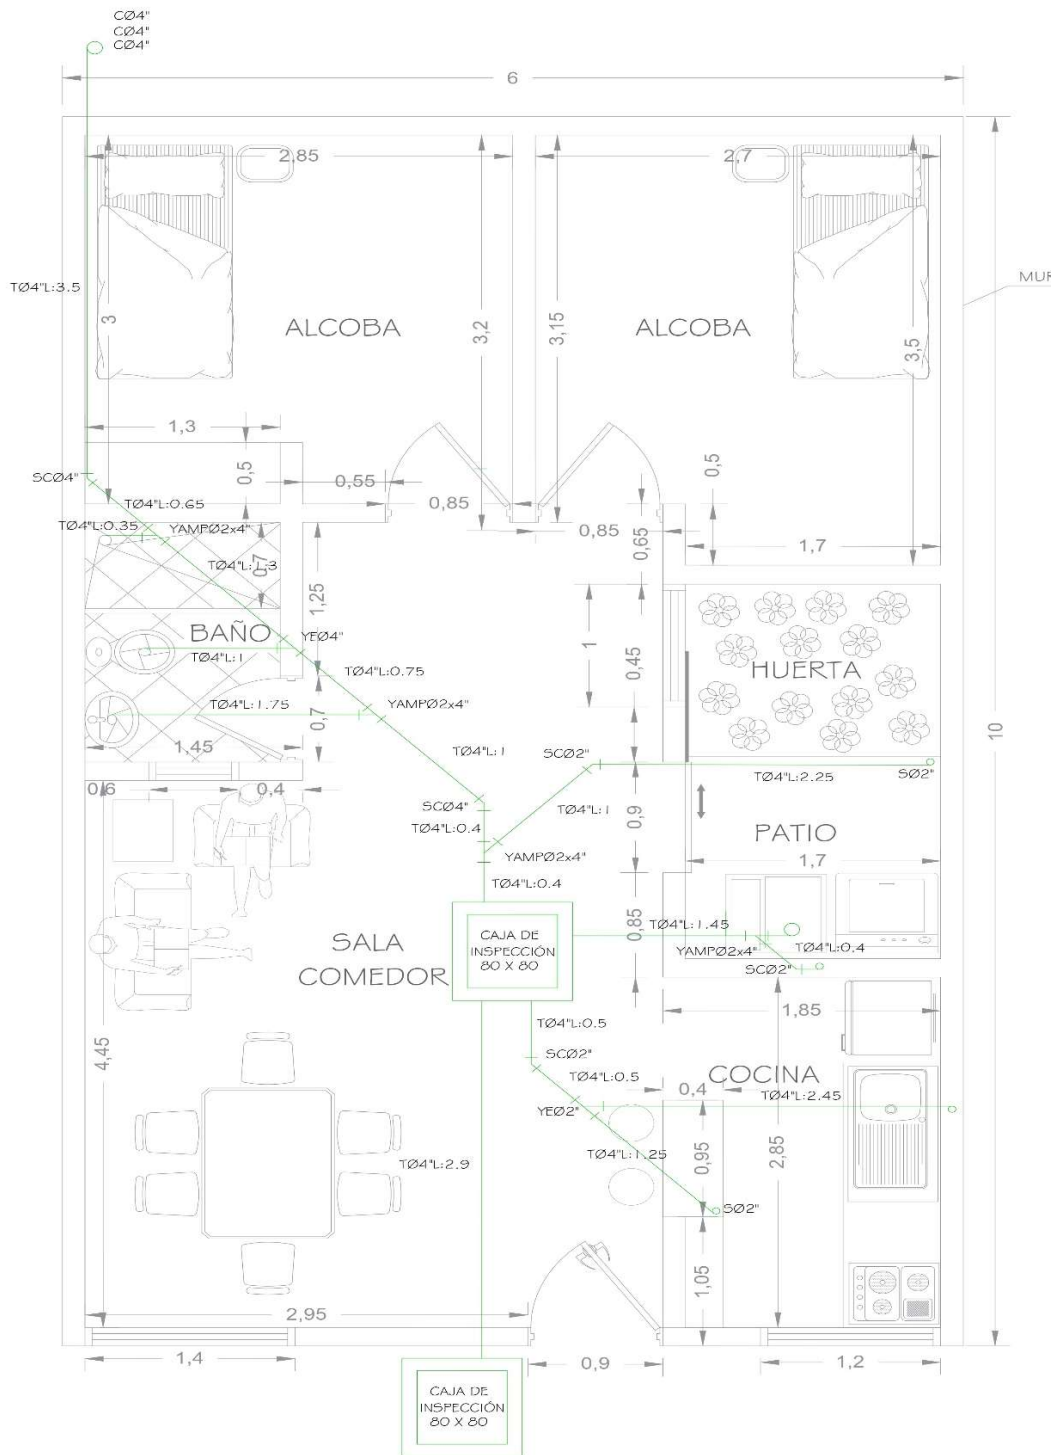 CØ4"
CØ4"
CØ4"
6
2,85
2,7
TØ4"L:3.5
MUR
3
ALCOBA
3,2
3,15
ALCOBA
3,5
1,3
0,5
0,55
0,85
0,85
0,5
0,65
1,7
SCØ4"
TØ4"L:0.65
TØ4"L:0.35
YAMPØ2x4"
TØ4"L:1.3
0,7
1,25
BAÑO
YEØ4"
TØ4"L:1
TØ4"L:0.75
1
0,45
HUERTA
TØ4"L:1.75
YAMPØ2x4"
0,7
1,45
10
TØ4"L:1
SCØ2"
TØ4"L:2.25
SØ2"
0,6
0,4
SCØ4"
TØ4"L:0.4
TØ4"L:1
0,9
PATIO
YAMPØ2x4"
1,7
TØ4"L:0.4
0,85
TØ4"L:1.45
CAJA DE
INSPECCIÓN
80 X 80
YAMPØ2x4"
TØ4"L:0.4
SCØ2"
SALA
COMEDOR
1,85
TØ4"L:0.5
4,45
SCØ2"
TØ4"L:0.5
COCINA
0,4
TØ4"L:2.45
YEØ2"
2,85
0,95
TØ4"L:1.25
TØ4"L:2.9
SØ2"
1,05
2,95
1,4
0,9
1,2
CAJA DE
INSPECCIÓN
80 X 80